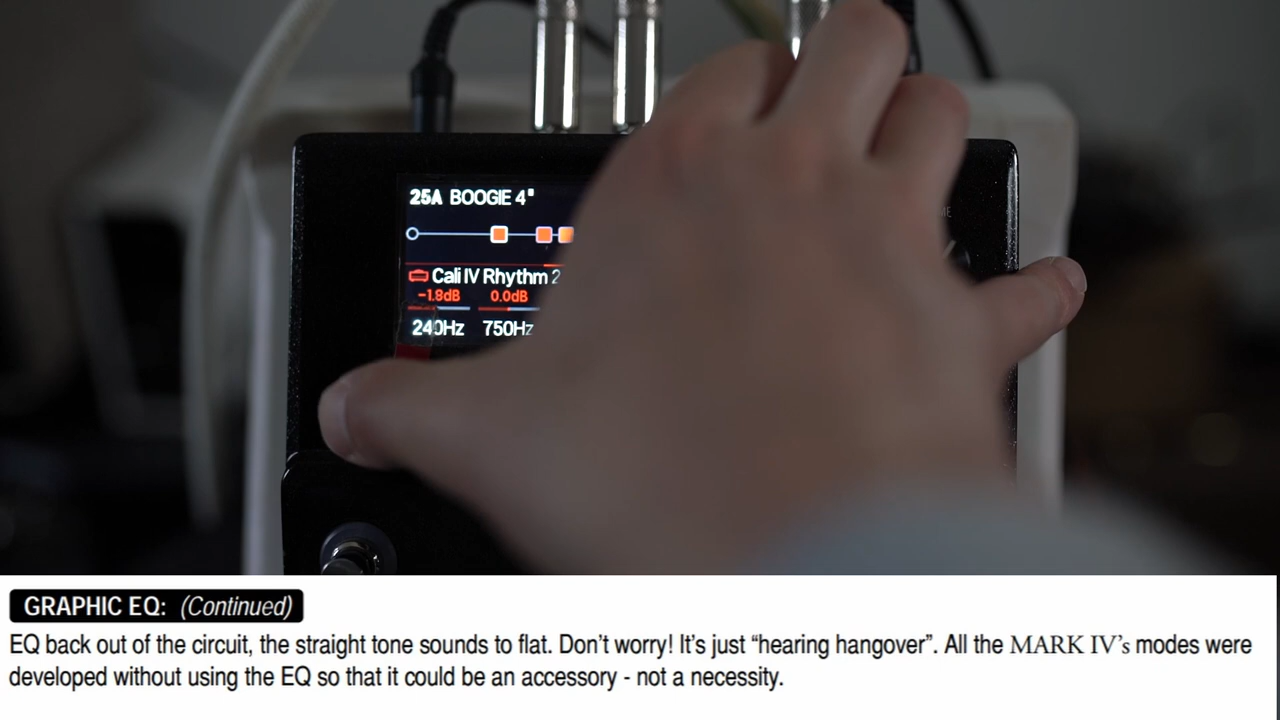 25A BOOGIE 4"
Cali IV Rhythm 2
-1.8dB 0.0dB
240Hz 750Hz
GRAPHIC EQ: (Continued)
EQ back out of the circuit, the straight tone sounds to flat. Don't worry! It's just “hearing hangover”. All the MARK IV's modes were
developed without using the EQ so that it could be an accessory - not a necessity.